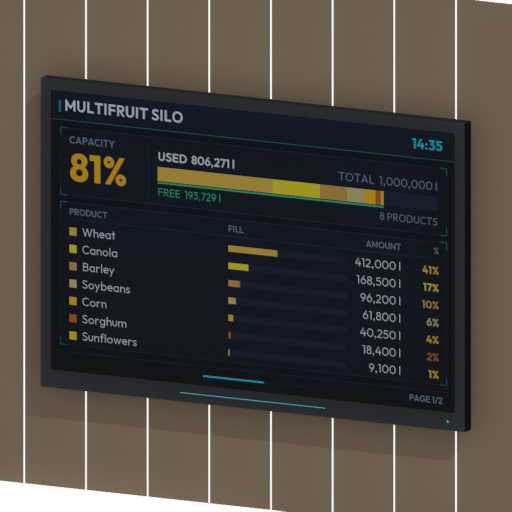 MULTIFRUIT SILO
14:35
CAPACITY
81%
USED 806,271 l
TOTAL 1,000,000 l
FREE 193,729 l
8 PRODUCTS
PRODUCT FILL AMOUNT %
Wheat 412,000 l 41%
Canola 168,500 l 17%
Barley 96,200 l 10%
Soybeans 61,800 l 6%
Corn 40,250 l 4%
Sorghum 18,400 l 2%
Sunflowers 9,100 l 1%
PAGE 1/2